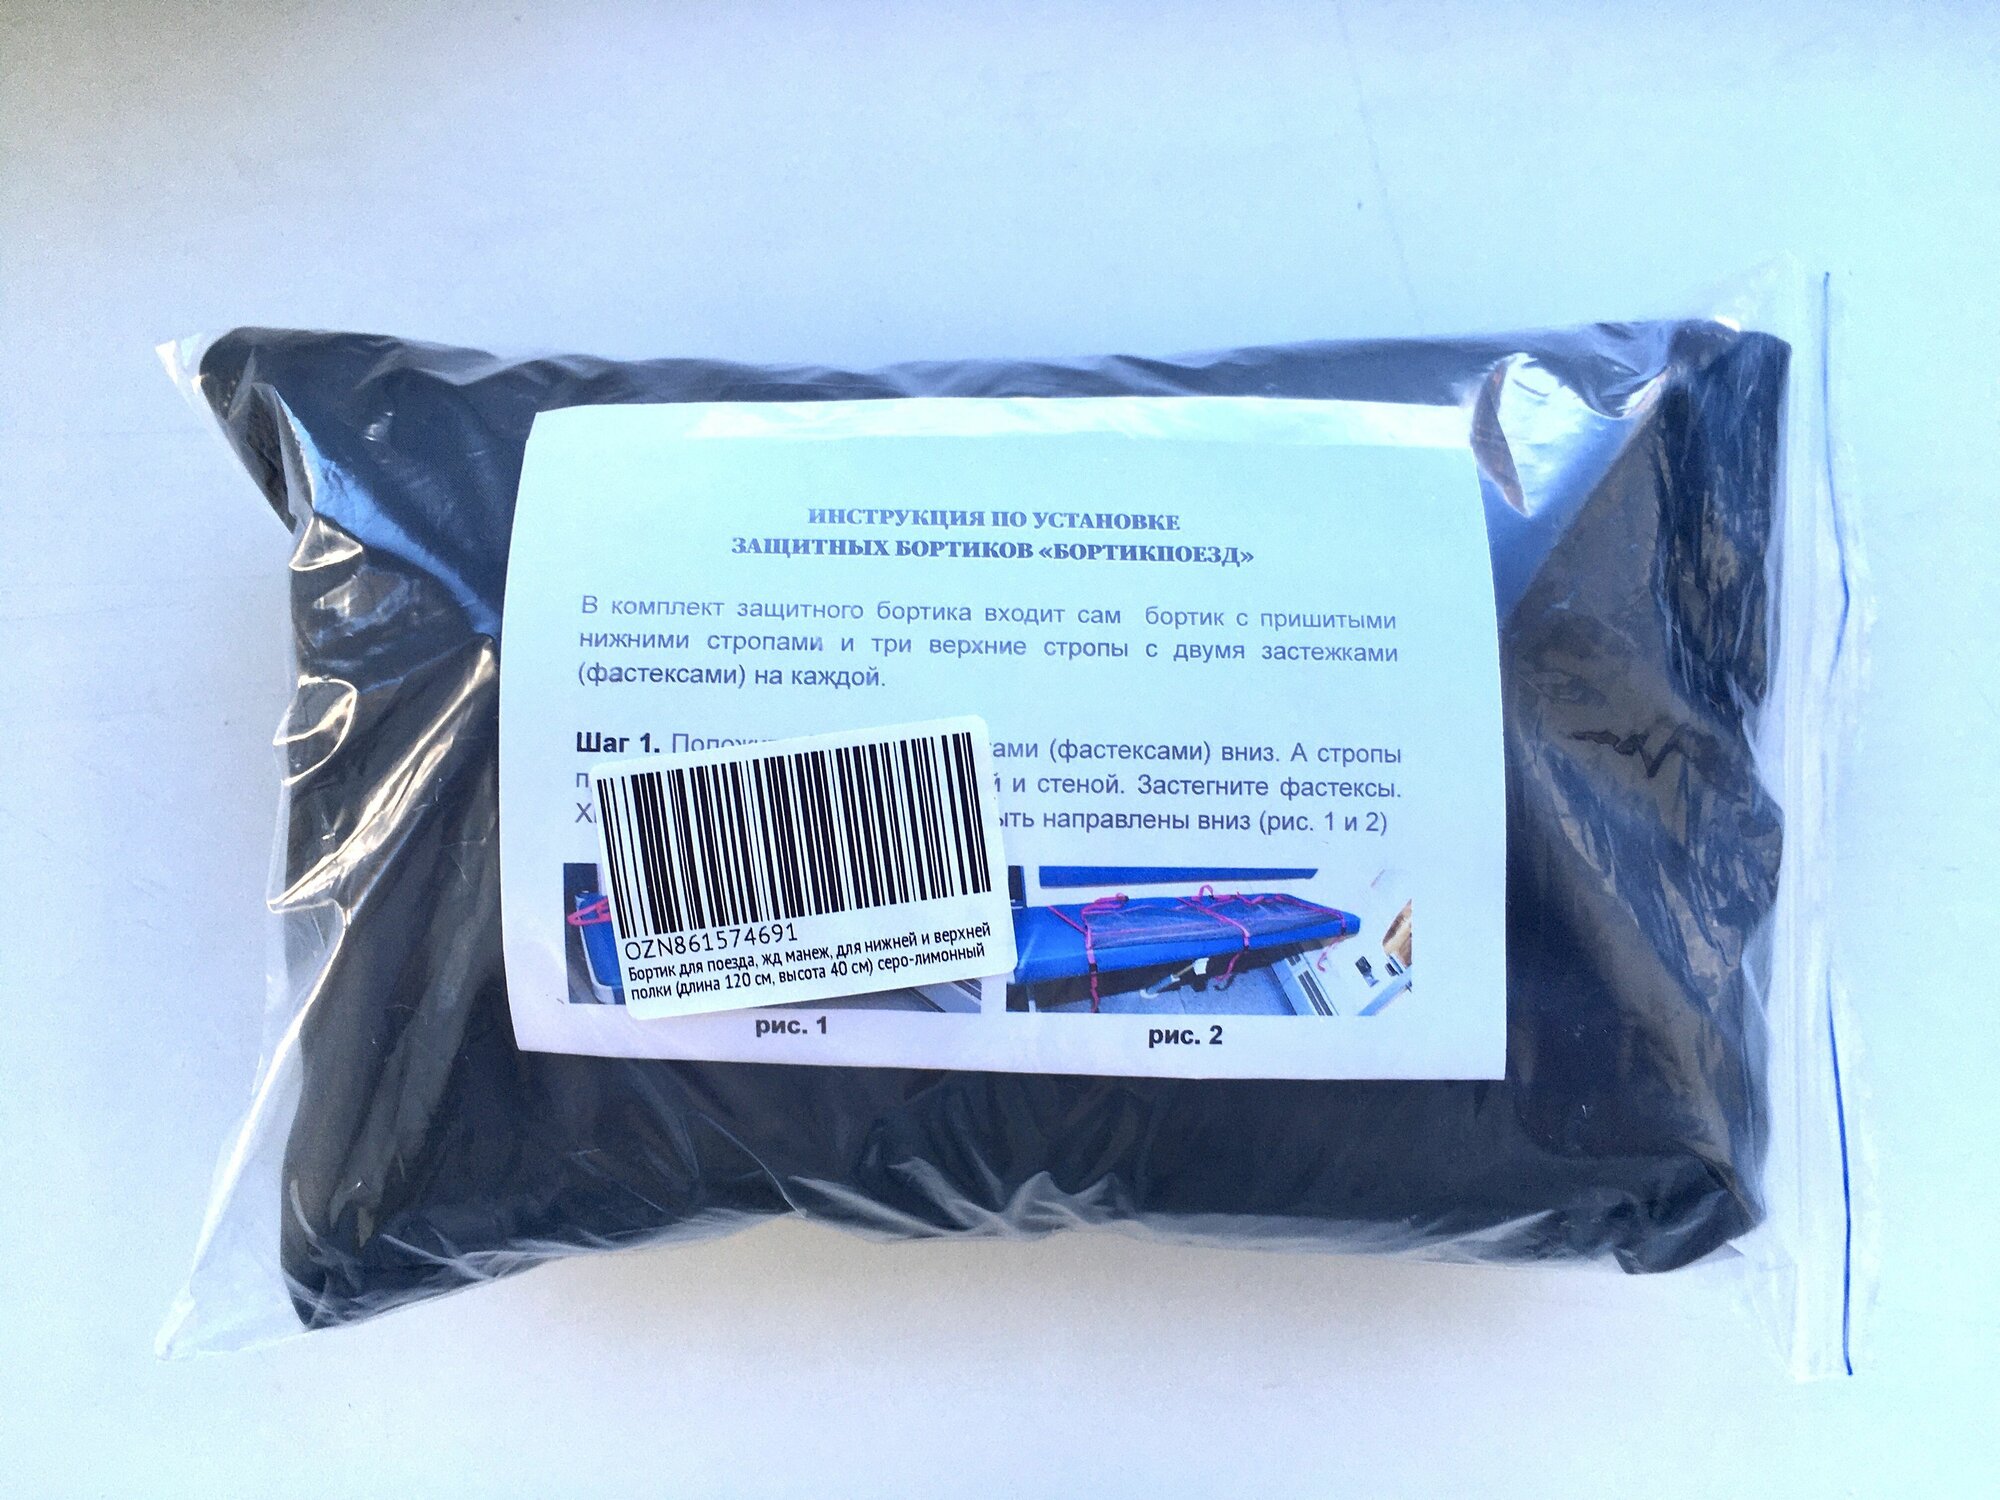 ИНСТРУКЦИЯ ПО УСТАНОВКЕ
ЗАЩИТНЫХ БОРТИКОВ «БОРТИКПОЕЗД»
В комплект защитного бортика входит сам бортик с пришитыми
нижними стропами и три верхние стропы с двумя застежками
(фастексами) на каждой.
Шаг 1. (фастексами) вниз. А стропы
и стеной. Застегните фастексы.
направлены вниз (рис. 1 и 2)
OZN861574691
Бортик для поезда, жд манеж, для нижней и верхней
полки (длина 120 см, высота 40 см) серо-лимонный
рис. 1
рис. 2